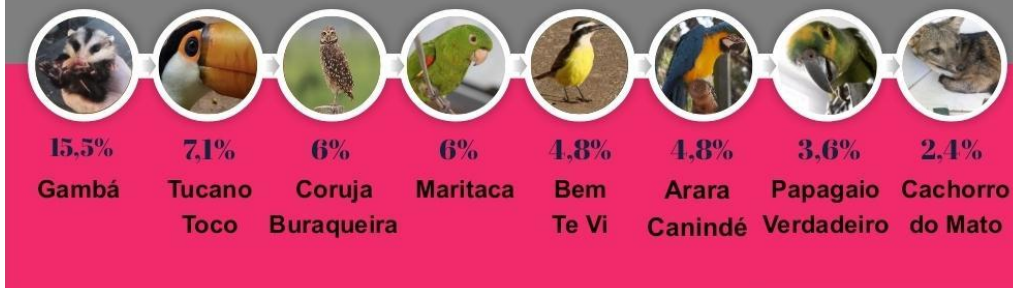 15,5%
Gambá
7,1%
Tucano
Toco
6%
Coruja
Buraqueira
6%
Maritaca
4,8%
Bem
Te Vi
4,8%
Arara
Canindé
3,6%
Papagaio
Verdadeiro
2,4%
Cachorro
do Mato